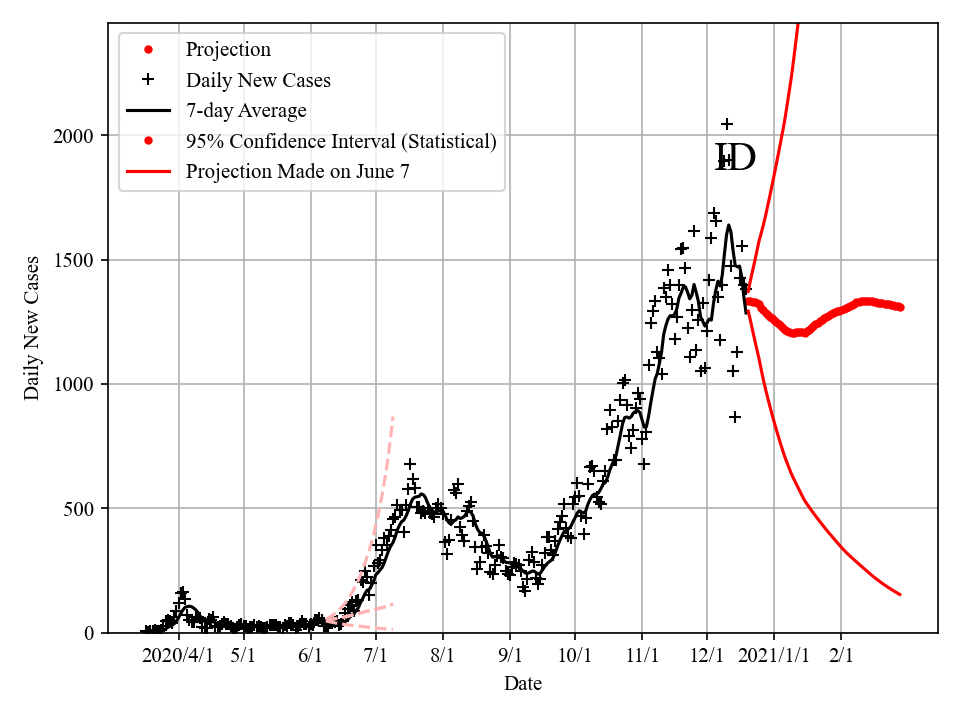 Projection
Daily New Cases
7-day Average
95% Confidence Interval (Statistical)
Projection Made on June 7
ID
2000
1500
1000
500
0
Daily New Cases
2020/4/1 5/1 6/1 7/1 8/1 9/1 10/1 11/1 12/1 2021/1/1 2/1
Date